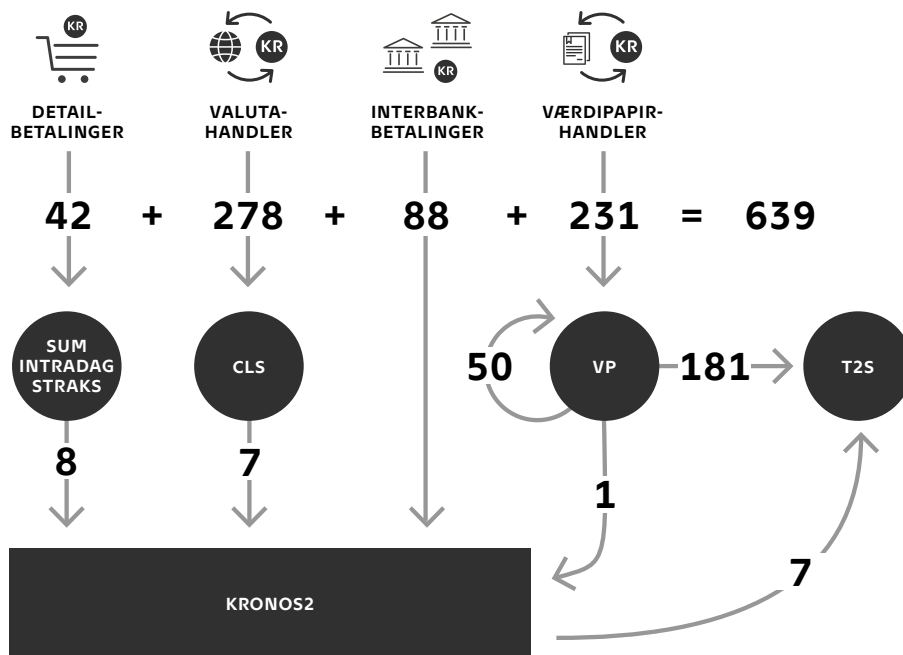 KR
KR
KR
KR
DETAIL-
BETALINGER
VALUTA-
HANDLER
INTERBANK-
BETALINGER
VÆRDIPAPIR-
HANDLER
42 + 278 + 88 + 231 = 639
SUM
INTRADAG
STRAKS
CLS
50
VP
181
T2S
8
7
1
7
KRONOS2